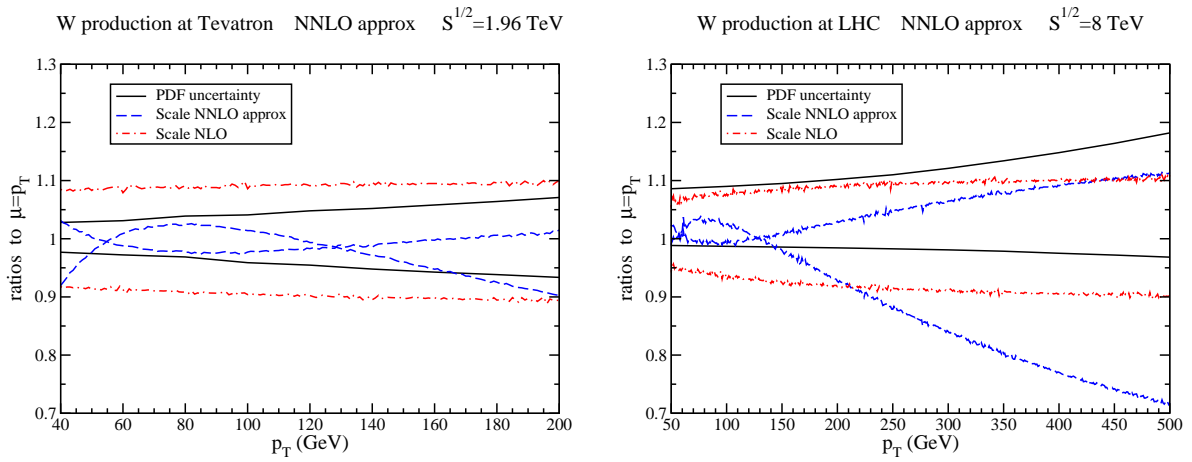 W production at Tevatron NNLO approx S^1/2=1.96 TeV
1.3
1.2
1.1
1
0.9
0.8
0.7
ratios to μ=p_T
PDF uncertainty
Scale NNLO approx
Scale NLO
40 60 80 100 120 140 160 180 200
p_T (GeV)
W production at LHC NNLO approx S^1/2=8 TeV
1.3
1.2
1.1
1
0.9
0.8
0.7
ratios to μ=p_T
PDF uncertainty
Scale NNLO approx
Scale NLO
50 100 150 200 250 300 350 400 450 500
p_T (GeV)